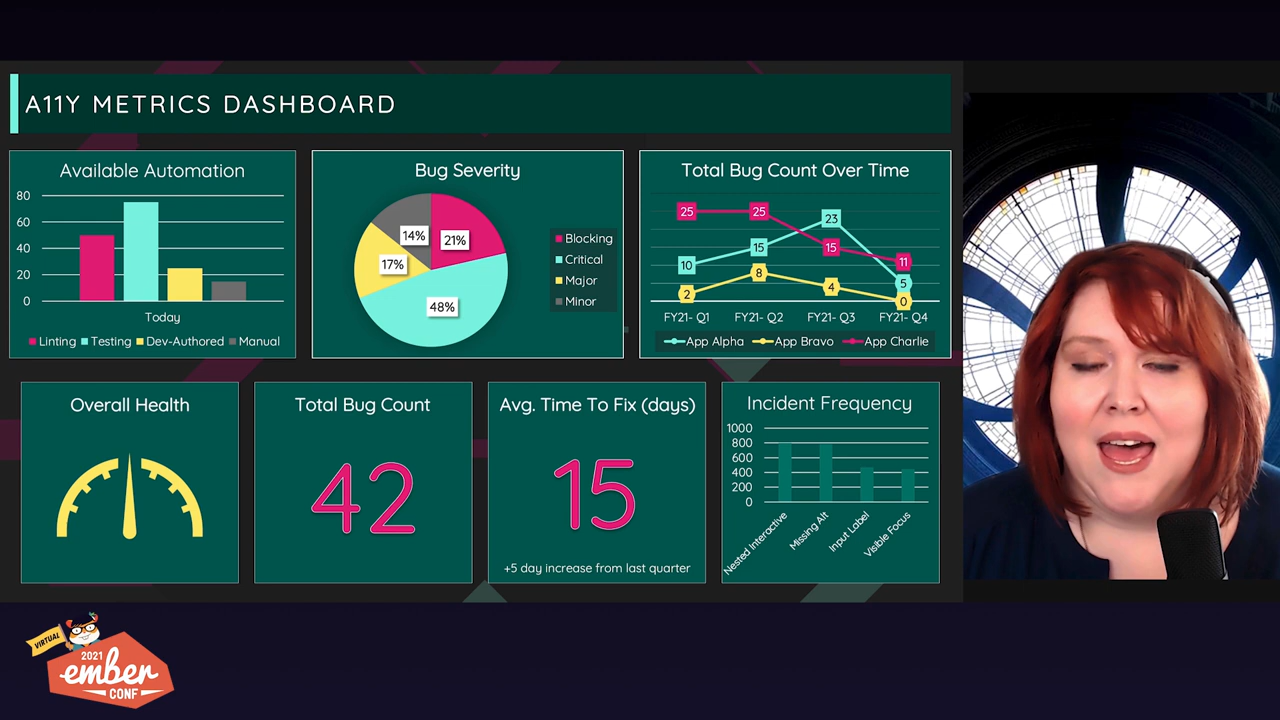 A11Y METRICS DASHBOARD
Available Automation
80
60
40
20
0
Today
Linting Testing Dev-Authored Manual
Bug Severity
14%
21%
17%
48%
Blocking
Critical
Major
Minor
Total Bug Count Over Time
25 25
23
15 15
10
11
8
5
4
2
0
FY21- Q1 FY21- Q2 FY21- Q3 FY21- Q4
App Alpha App Bravo App Charlie
Overall Health
Total Bug Count
42
Avg. Time To Fix (days)
15
+5 day increase from last quarter
Incident Frequency
1000
800
600
400
200
0
Nested Interactive
Missing Alt
Input Label
Visible Focus
VIRTUAL
2021
ember
CONF